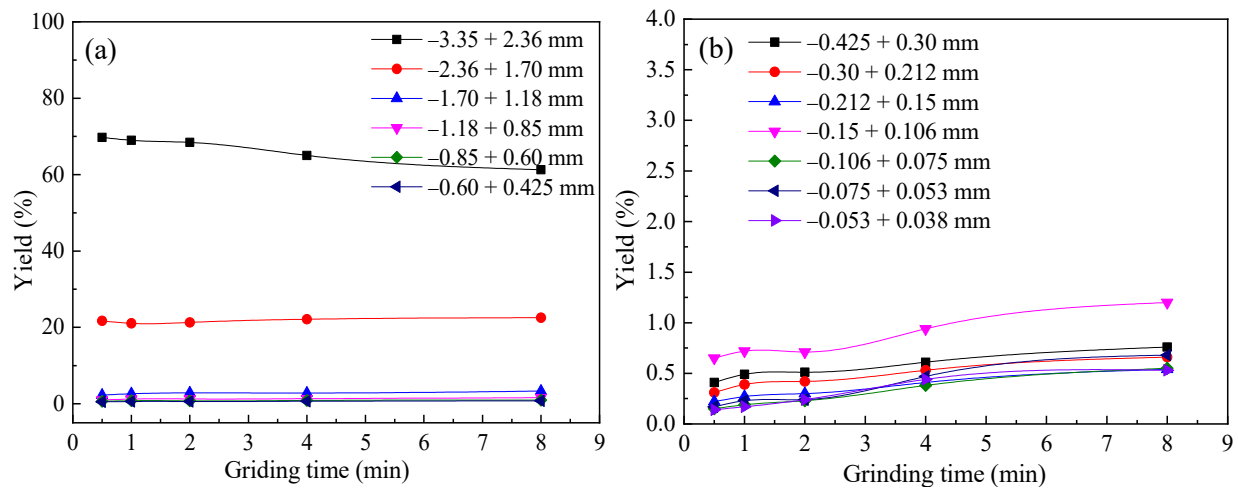 (a)
100
80
60
40
20
0
Yield (%)
–3.35 + 2.36 mm
–2.36 + 1.70 mm
–1.70 + 1.18 mm
–1.18 + 0.85 mm
–0.85 + 0.60 mm
–0.60 + 0.425 mm
0 1 2 3 4 5 6 7 8 9
Griding time (min)
(b)
4.0
3.5
3.0
2.5
2.0
1.5
1.0
0.5
0.0
Yield (%)
–0.425 + 0.30 mm
–0.30 + 0.212 mm
–0.212 + 0.15 mm
–0.15 + 0.106 mm
–0.106 + 0.075 mm
–0.075 + 0.053 mm
–0.053 + 0.038 mm
0 1 2 3 4 5 6 7 8 9
Grinding time (min)